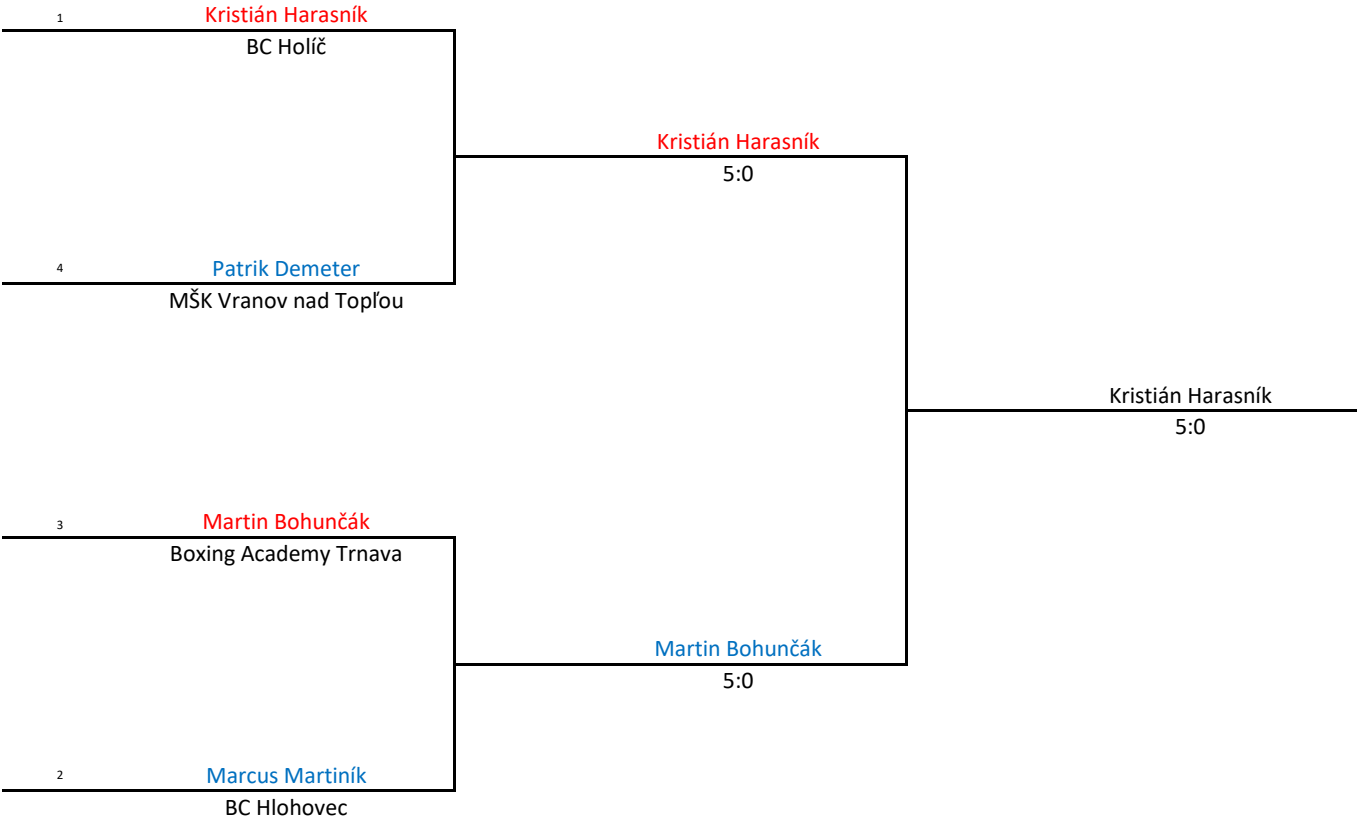 1 Kristián Harasník
BC Holíč
Kristián Harasník
5:0
4 Patrik Demeter
MŠK Vranov nad Topľou
Kristián Harasník
5:0
3 Martin Bohunčák
Boxing Academy Trnava
Martin Bohunčák
5:0
2 Marcus Martiník
BC Hlohovec